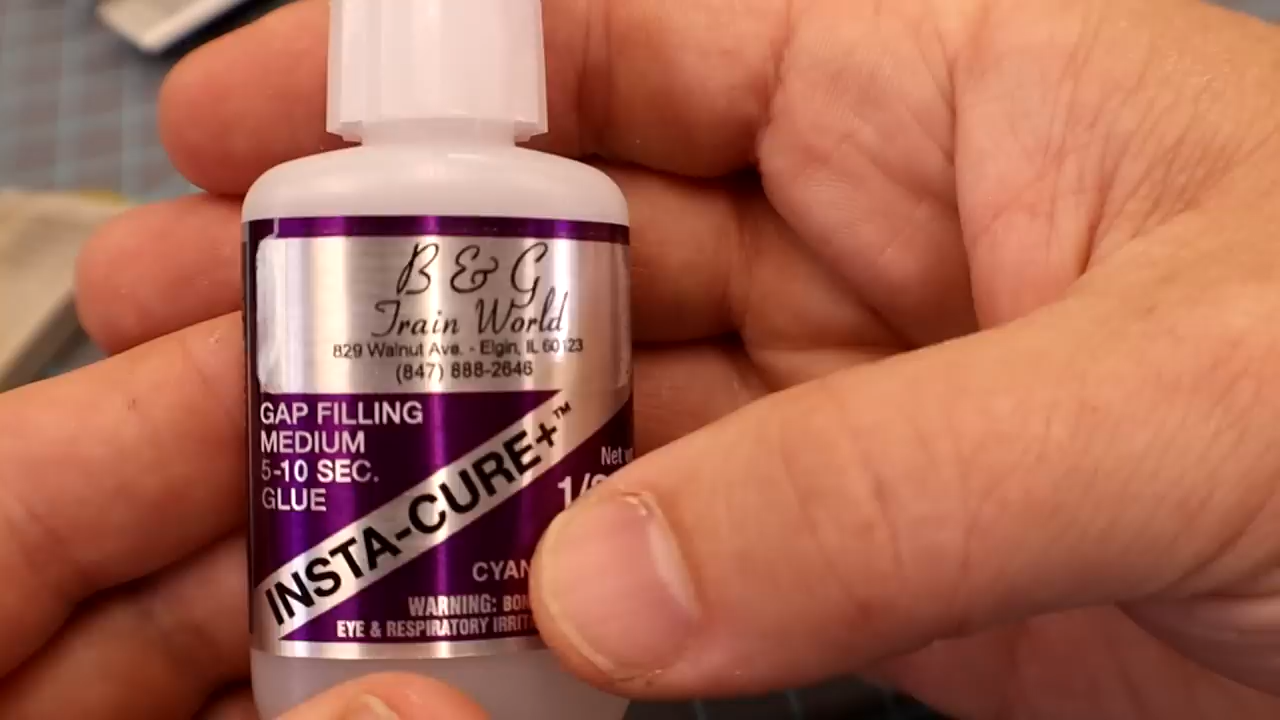 B & G
Train World
829 Walnut Ave. - Elgin, IL 60123
(847) 888-2646
GAP FILLING
MEDIUM
5-10 SEC.
GLUE
INSTA-CURE+™
Net
1/
CYAN
WARNING: BON
EYE & RESPIRATORY IRRIT